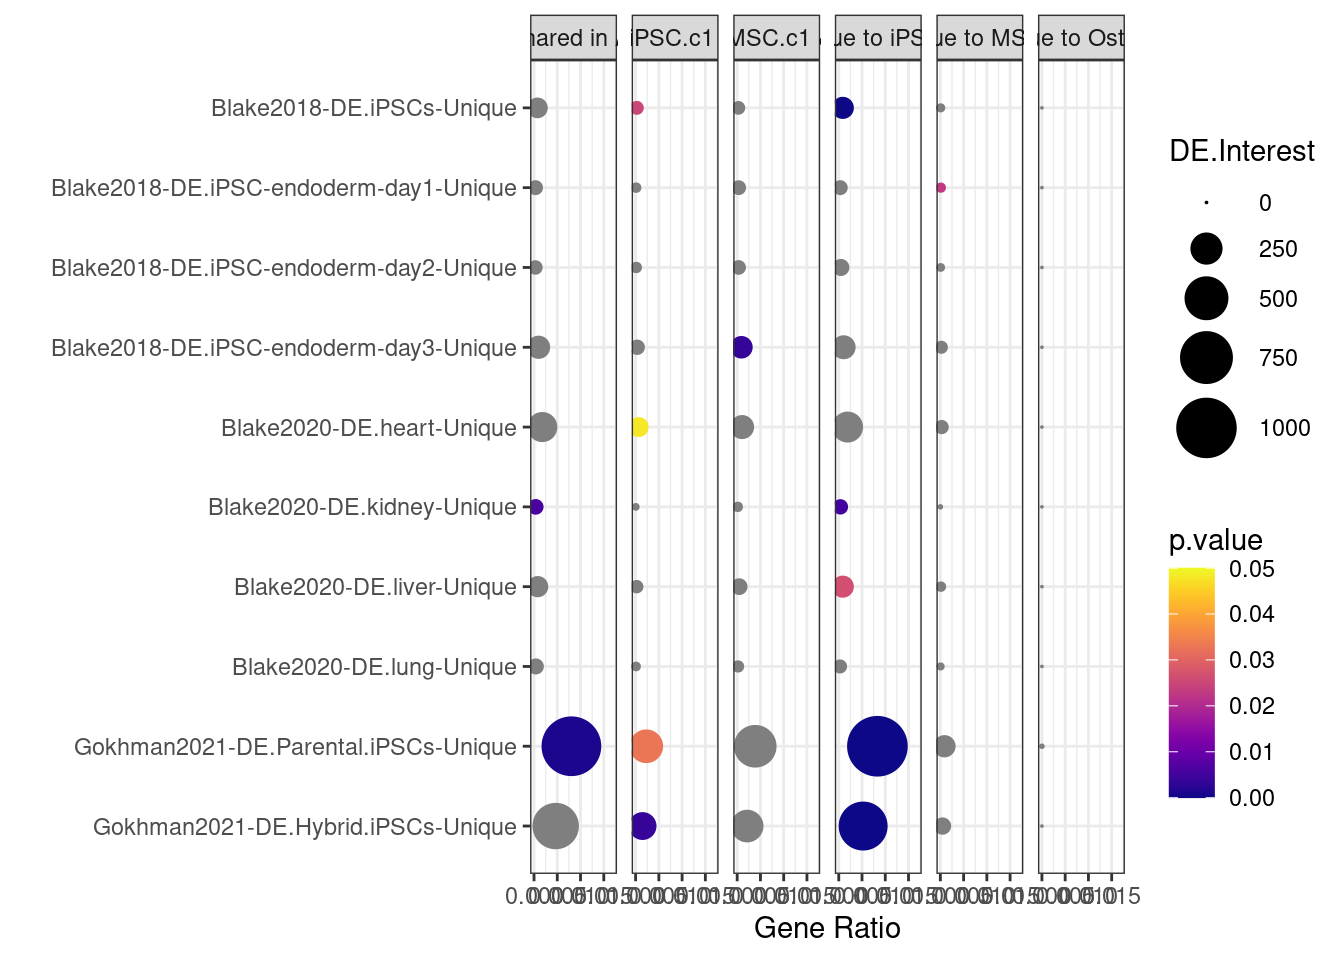 hared in
iPSC.c1
MSC.c1
ue to iPS
ue to MS
ue to Ost
Blake2018-DE.iPSCs-Unique
Blake2018-DE.iPSC-endoderm-day1-Unique
Blake2018-DE.iPSC-endoderm-day2-Unique
Blake2018-DE.iPSC-endoderm-day3-Unique
Blake2020-DE.heart-Unique
Blake2020-DE.kidney-Unique
Blake2020-DE.liver-Unique
Blake2020-DE.lung-Unique
Gokhman2021-DE.Parental.iPSCs-Unique
Gokhman2021-DE.Hybrid.iPSCs-Unique
Gene Ratio
DE.Interest
0
250
500
750
1000
p.value
0.05
0.04
0.03
0.02
0.01
0.00